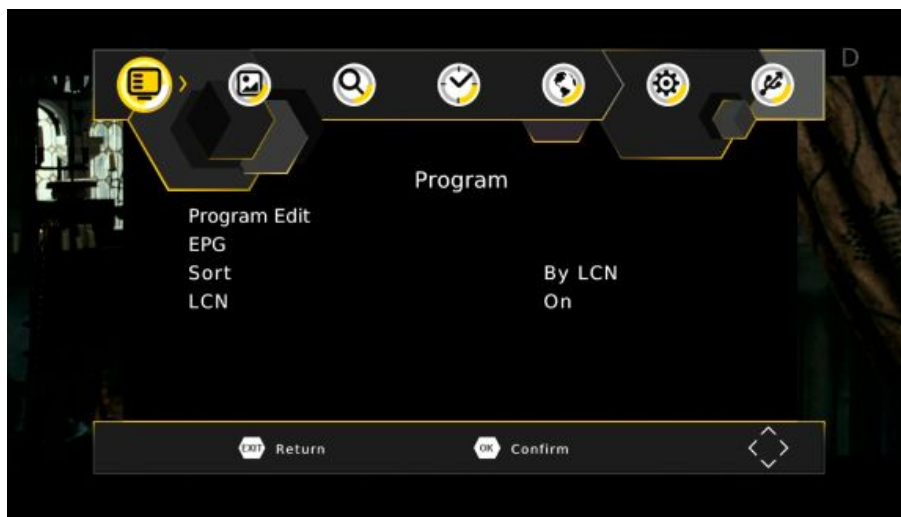 D
Program
Program Edit
EPG
Sort By LCN
LCN On
EXIT Return OK Confirm